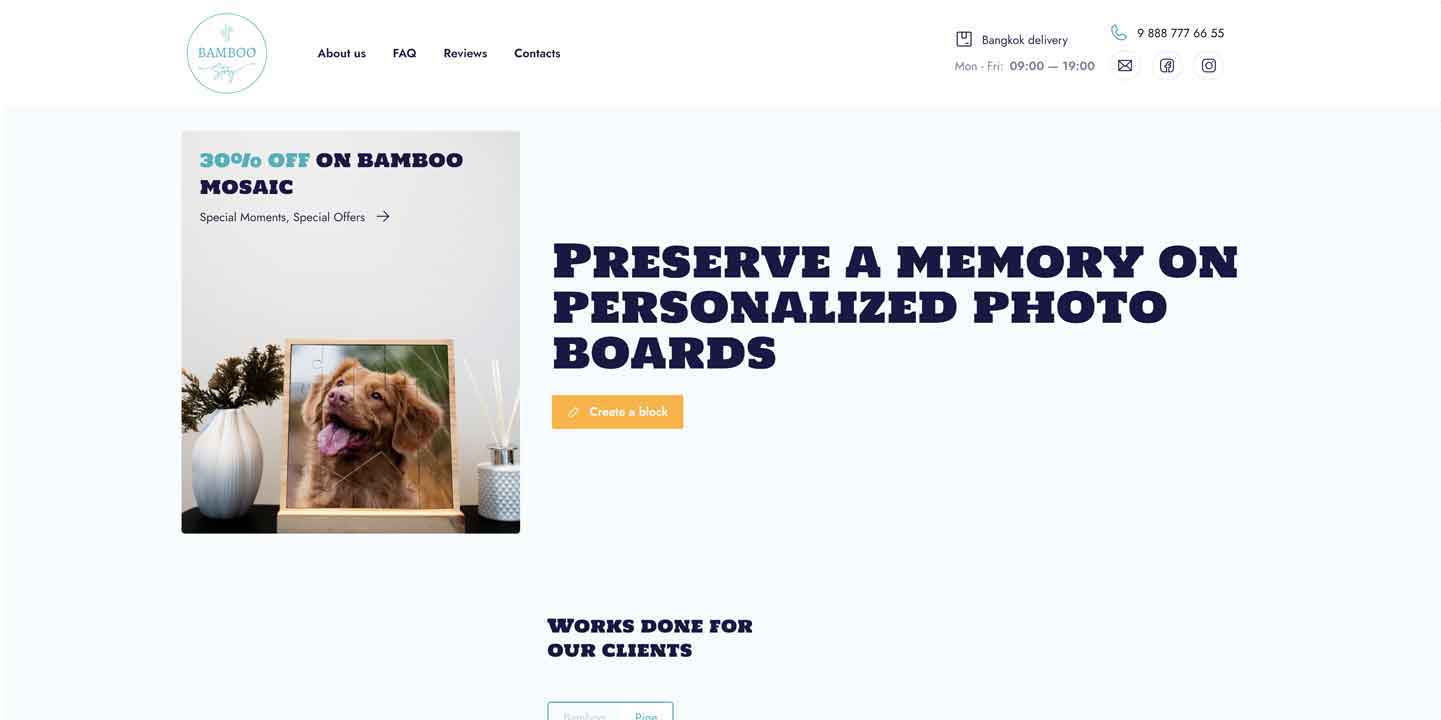 BAMBOO
Story
About us
FAQ
Reviews
Contacts
Bangkok delivery
Mon - Fri: 09:00 — 19:00
9 888 777 66 55
30% OFF ON BAMBOO
MOSAIC
Special Moments, Special Offers
PRESERVE A MEMORY ON
PERSONALIZED PHOTO
BOARDS
Create a block
WORKS DONE FOR
OUR CLIENTS
Bamboo
Pine